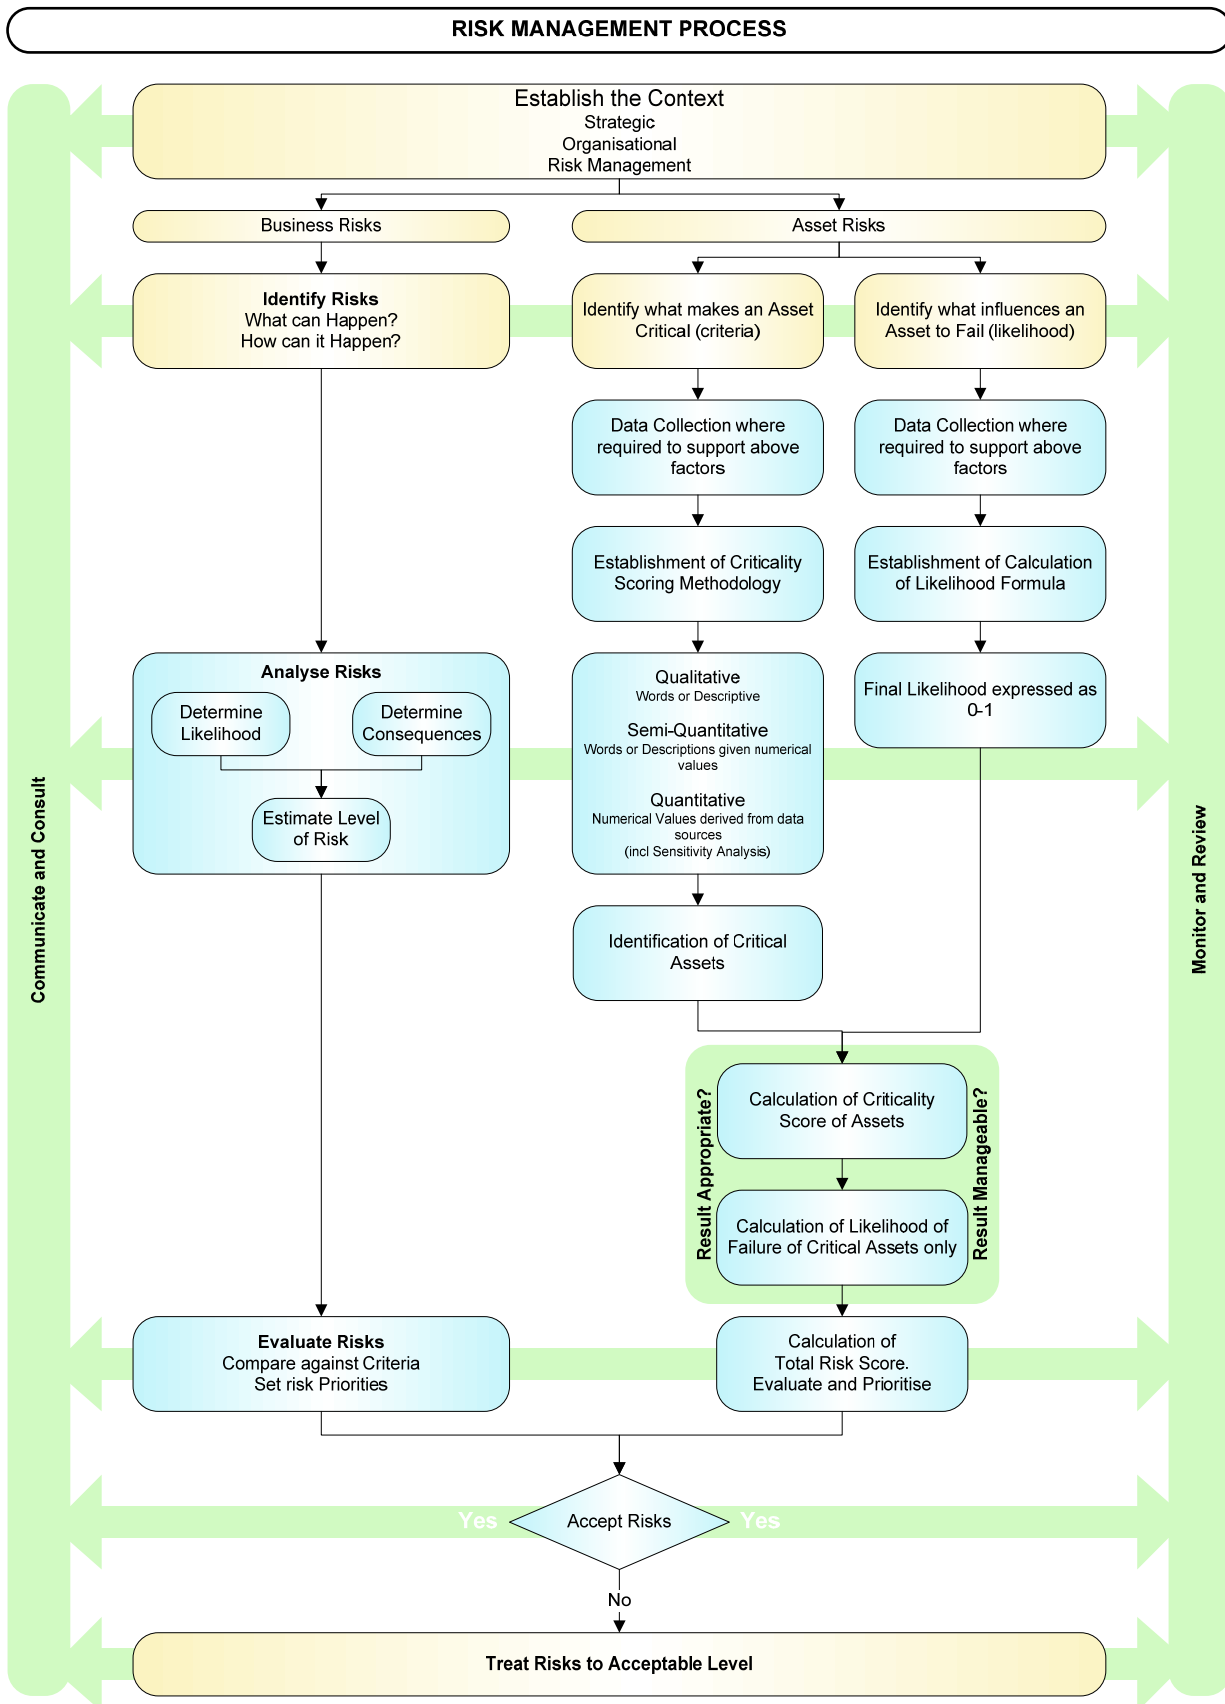 RISK MANAGEMENT PROCESS
Establish the Context
Strategic
Organisational
Risk Management
Business Risks
Asset Risks
Identify Risks
What can Happen?
How can it Happen?
Identify what makes an Asset
Critical (criteria)
Identify what influences an
Asset to Fail (likelihood)
Data Collection where
required to support above
factors
Data Collection where
required to support above
factors
Establishment of Criticality
Scoring Methodology
Establishment of Calculation
of Likelihood Formula
Analyse Risks
Determine
Likelihood
Determine
Consequences
Estimate Level
of Risk
Qualitative
Words or Descriptive
Semi-Quantitative
Words or Descriptions given numerical
values
Quantitative
Numerical Values derived from data
sources
(incl Sensitivity Analysis)
Final Likelihood expressed as
0-1
Communicate and Consult
Monitor and Review
Identification of Critical
Assets
Result Appropriate?
Calculation of Criticality
Score of Assets
Calculation of Likelihood of
Failure of Critical Assets only
Result Manageable?
Evaluate Risks
Compare against Criteria
Set risk Priorities
Calculation of
Total Risk Score.
Evaluate and Prioritise
Yes
Accept Risks
Yes
No
Treat Risks to Acceptable Level